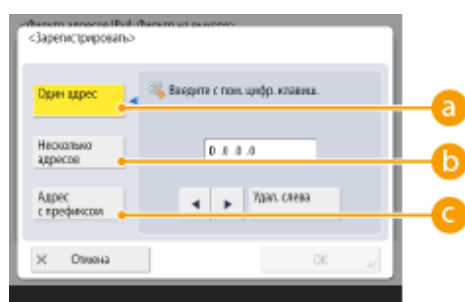 <Фильтр адресов IPv4: Фильтр на выходе>
<Зарегистрировать>
Один адрес
Введите с пом. цифр. клавиш.
a
Несколько
адресов
0 .0 .0 .0
b
Адрес
с префиксом
◀ ▶ Удал. слева
c
× Отмена
OK